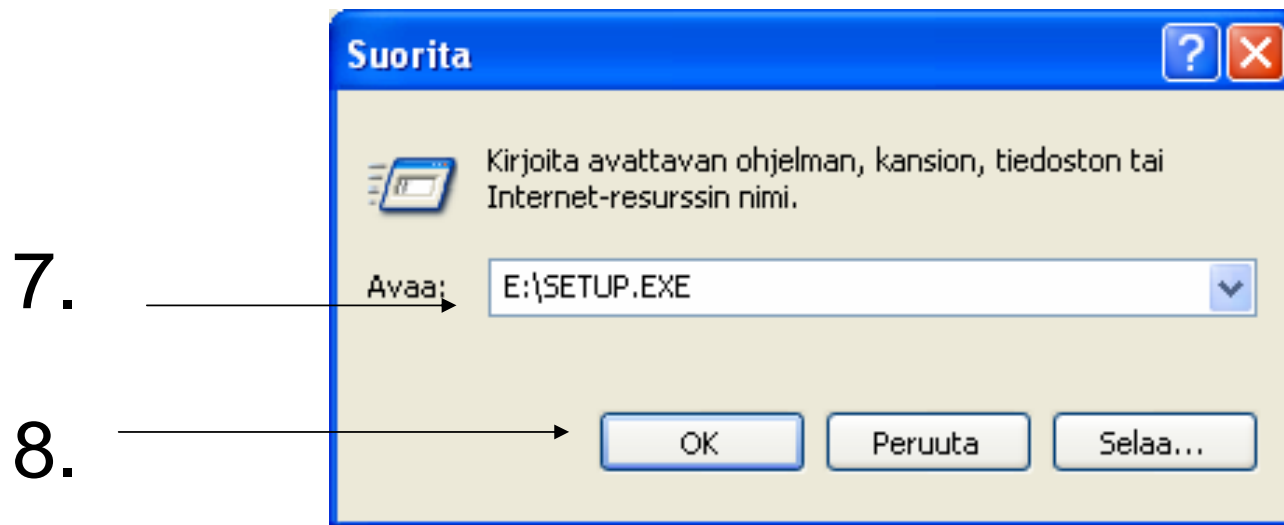 Suorita
Kirjoita avattavan ohjelman, kansion, tiedoston tai
Internet-resurssin nimi.
7. Avaa: E:\SETUP.EXE
8. OK Peruuta Selaa...